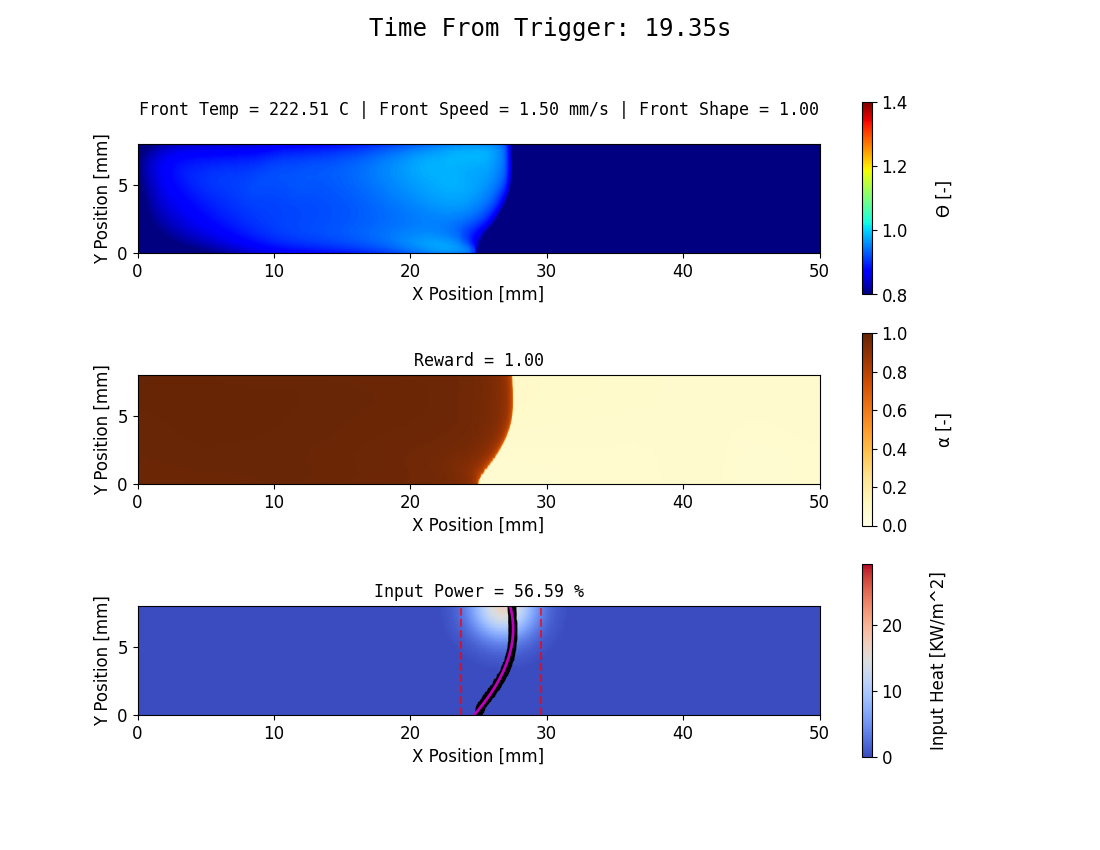 Time From Trigger: 19.35s
Front Temp = 222.51 C | Front Speed = 1.50 mm/s | Front Shape = 1.00
Y Position [mm]
5
0
0 10 20 30 40 50
X Position [mm]
1.4
1.2
1.0
0.8
Θ [-]
Reward = 1.00
Y Position [mm]
5
0
0 10 20 30 40 50
X Position [mm]
1.0
0.8
0.6
0.4
0.2
0.0
α [-]
Input Power = 56.59 %
Y Position [mm]
5
0
0 10 20 30 40 50
X Position [mm]
20
10
0
Input Heat [KW/m^2]